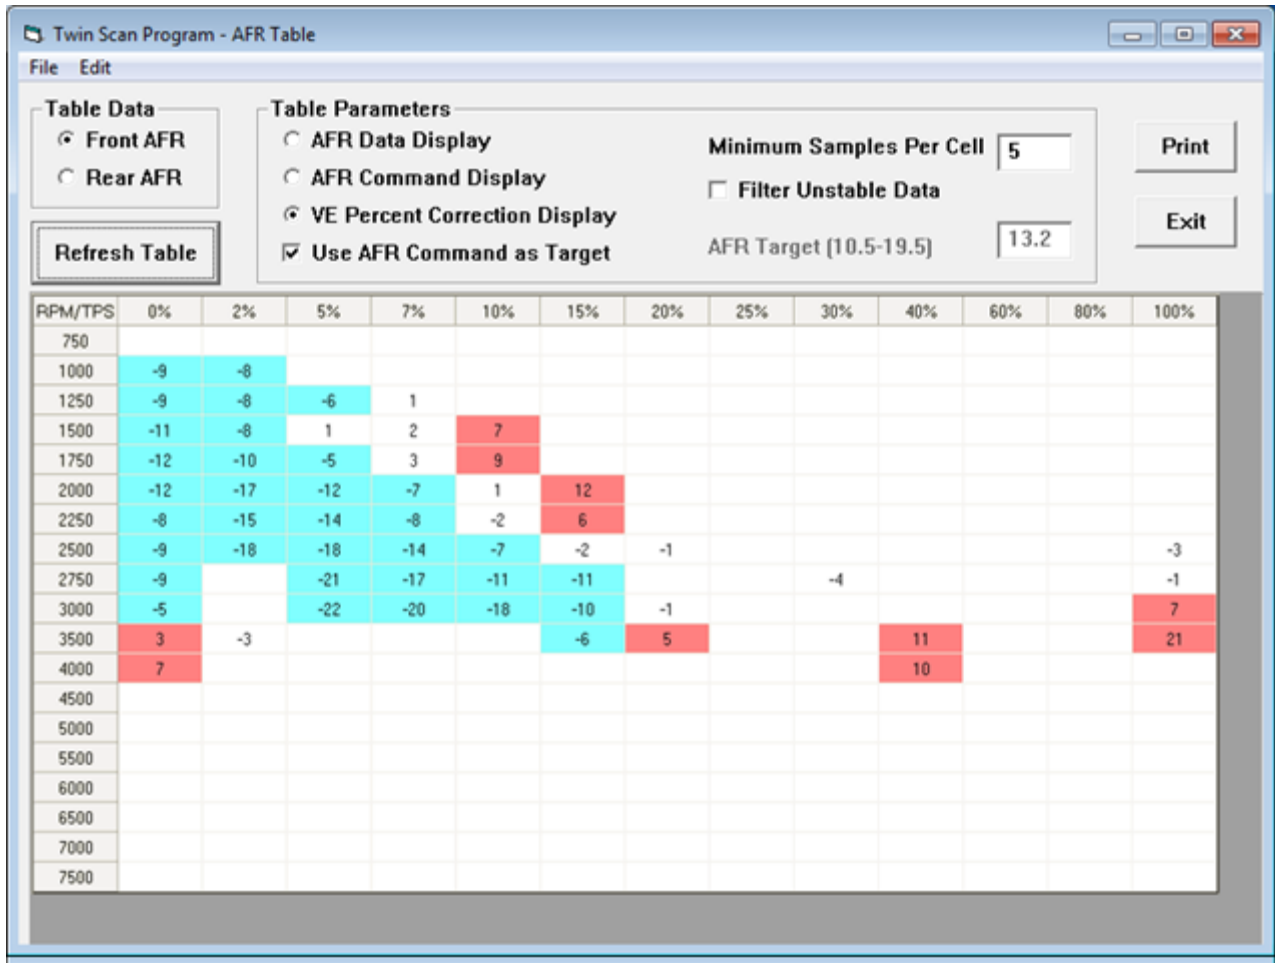 Twin Scan Program - AFR Table
File Edit
Table Data
Front AFR
Rear AFR
Refresh Table
Table Parameters
AFR Data Display
AFR Command Display
VE Percent Correction Display
Use AFR Command as Target
Minimum Samples Per Cell 5
Filter Unstable Data
AFR Target (10.5-19.5) 13.2
Print
Exit
RPM/TPS 0% 2% 5% 7% 10% 15% 20% 25% 30% 40% 60% 80% 100%
750
1000 -9 -8
1250 -9 -8 -6 1
1500 -11 -8 1 2 7
1750 -12 -10 -5 3 9
2000 -12 -17 -12 -7 1 12
2250 -8 -15 -14 -8 -2 6
2500 -9 -18 -18 -14 -7 -2 -1 -3
2750 -9 -21 -17 -11 -11 -4 -1
3000 -5 -22 -20 -18 -10 -1 7
3500 3 -3 -6 5 11 21
4000 7 10
4500
5000
5500
6000
6500
7000
7500